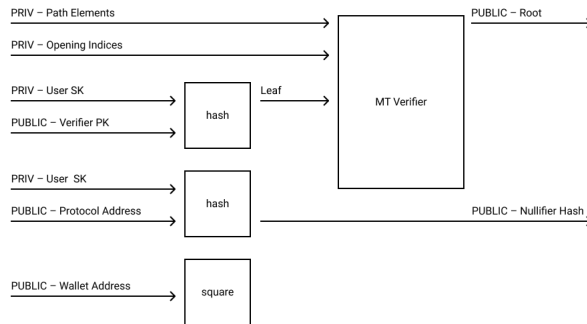 PRIV – Path Elements
PUBLIC – Root
PRIV – Opening Indices
PRIV – User SK
Leaf
MT Verifier
hash
PUBLIC – Verifier PK
PRIV – User  SK
hash
PUBLIC – Protocol Address
PUBLIC – Nullifier Hash
PUBLIC – Wallet Address
square